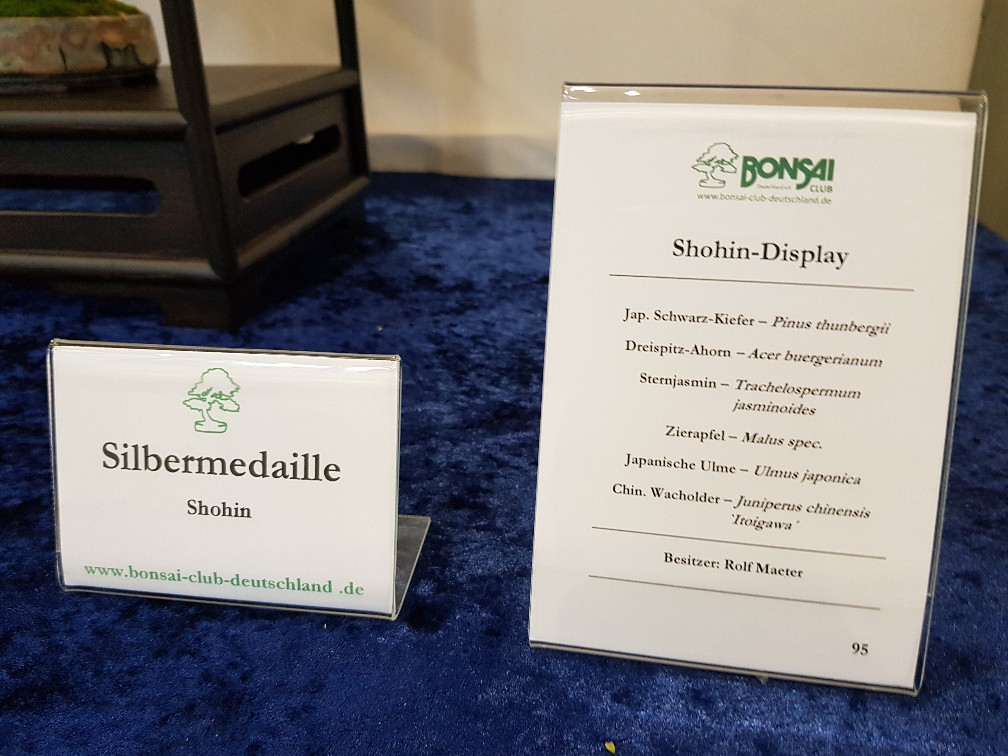 Silbermedaille
Shohin
www.bonsai-club-deutschland .de
BONSAI
CLUB
www.bonsai-club-deutschland.de
Shohin-Display
Jap. Schwarz-Kiefer – Pinus thunbergii
Dreispitz-Ahorn – Acer buergerianum
Sternjasmin – Trachelospermum
jasminoides
Zierapfel – Malus spec.
Japanische Ulme – Ulmus japonica
Chin. Wacholder – Juniperus chinensis
`Itoigawa´
Besitzer: Rolf Maeter
95